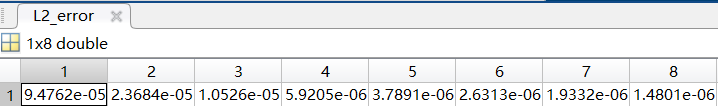 L2_error
1x8 double
1 2 3 4 5 6 7 8
1 9.4762e-05 2.3684e-05 1.0526e-05 5.9205e-06 3.7891e-06 2.6313e-06 1.9332e-06 1.4801e-06